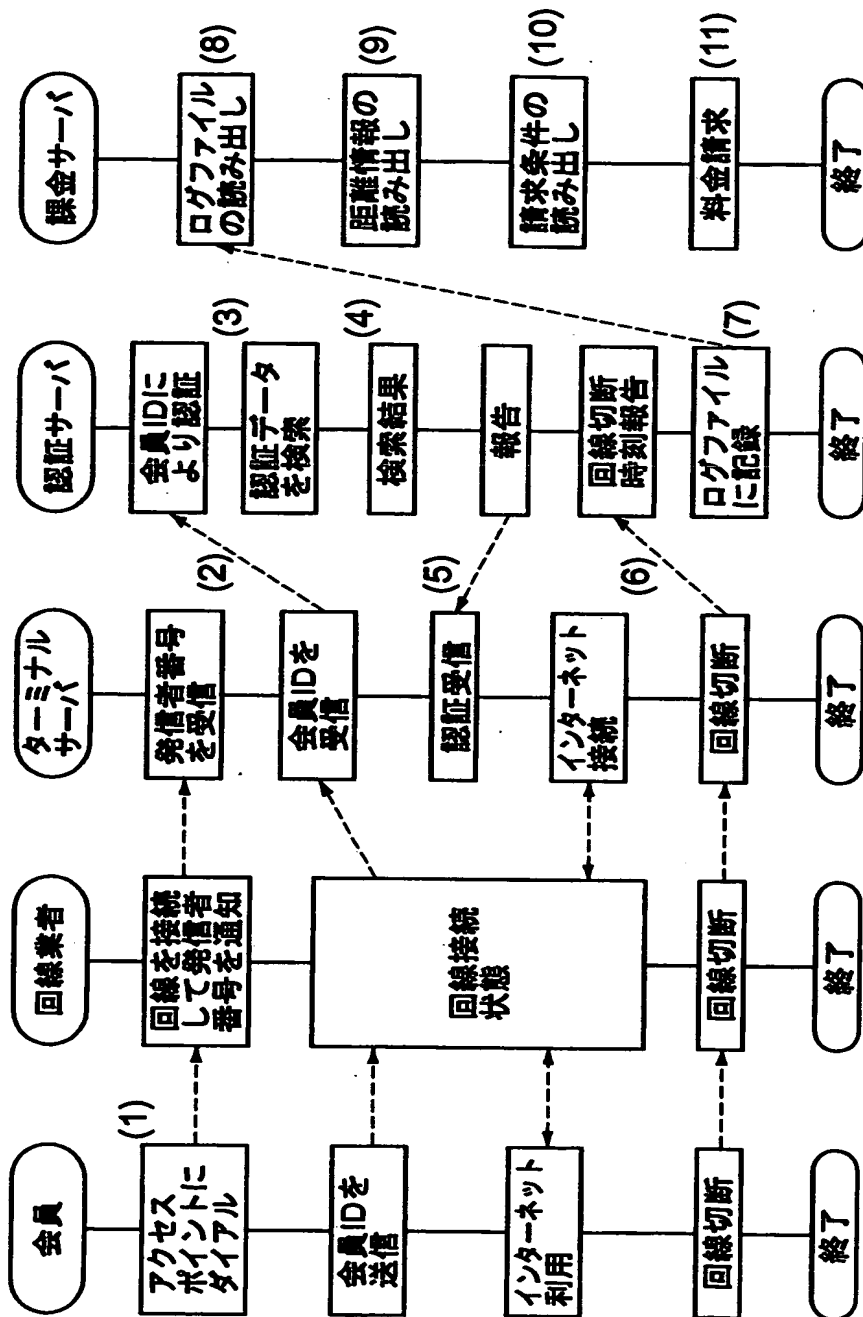 会員
アクセス
ポイントに
ダイアル
(1)
会員IDを
送信
インターネット
利用
回線切断
終了
回線業者
回線を接続
して発信者
番号を通知
回線接続
状態
回線切断
終了
ターミナル
サーバ
発信者番号
を受信
(2)
会員IDを
受信
認証受信
(5)
インターネット
接続
回線切断
(6)
終了
認証サーバ
会員IDに
より認証
(3)
認証データ
を検索
(4)
検索結果
報告
回線切断
時刻報告
ログファイル
に記録
(7)
終了
課金サーバ
ログファイル
の読み出し
(8)
距離情報の
読み出し
(9)
請求条件の
読み出し
(10)
料金請求
(11)
終了